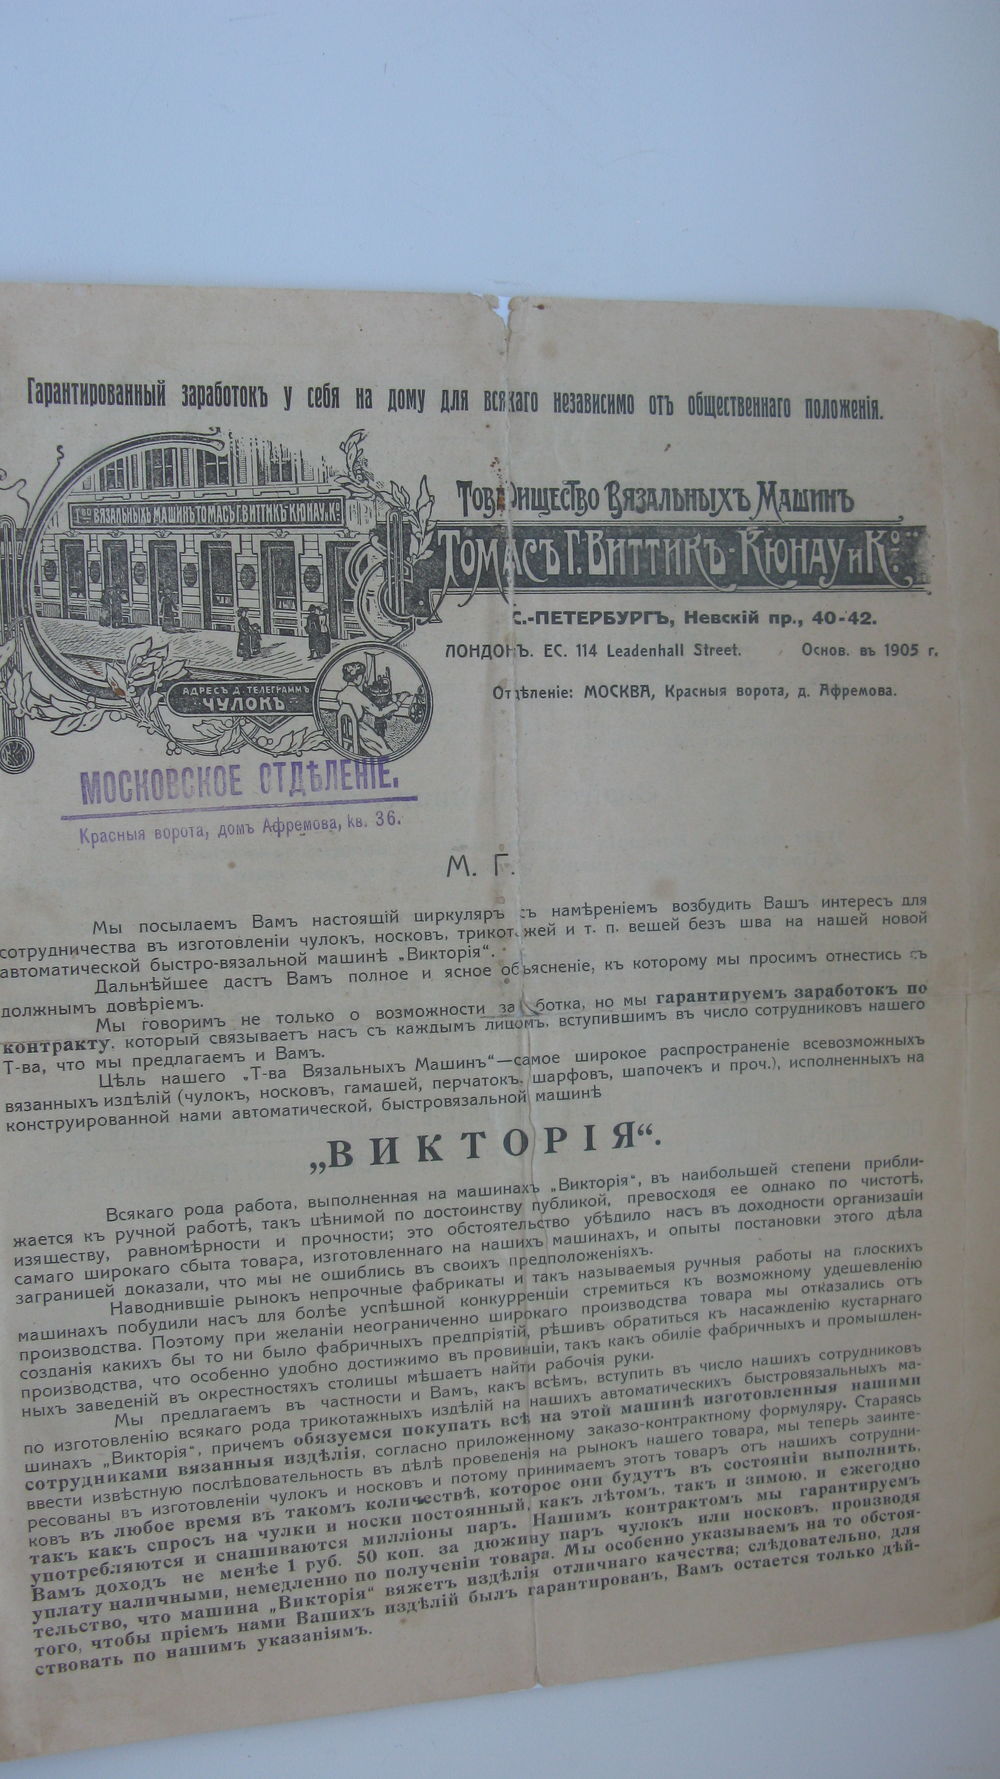 Гарантированный заработокъ у себя на дому для всякаго независимо отъ общественнаго положенія.
Т-во ВЯЗАЛЬНЫХЪ МАШИНЪ ТОМАСЪ Г. ВИТТИКЪ КЮНАУ и Ко
Товарищество Вязальныхъ Машинъ
Томасъ Г. Виттикъ-Кюнау и Ко
С.-ПЕТЕРБУРГЪ, Невскій пр., 40-42.
ЛОНДОНЪ. EC. 114 Leadenhall Street. Основ. въ 1905 г.
Отдѣленіе: МОСКВА, Красныя ворота, д. Афремова.
АДРЕСЪ Д. ТЕЛЕГРАММЪ
ЧУЛОКЪ
МОСКОВСКОЕ ОТДѢЛЕНІЕ.
Красныя ворота, домъ Афремова, кв. 36.
М. Г.
Мы посылаемъ Вамъ настоящій циркуляръ съ намѣреніемъ возбудить Вашъ интересъ для
сотрудничества въ изготовленіи чулокъ, носковъ, трикотажей и т. п. вещей безъ шва на нашей новой
автоматической быстро-вязальной машинѣ „Викторія“.
Дальнѣйшее дастъ Вамъ полное и ясное объясненіе, къ которому мы просимъ отнестись съ
должнымъ довѣріемъ.
Мы говоримъ не только о возможности заработка, но мы гарантируемъ заработокъ по
контракту, который связываетъ насъ съ каждымъ лицомъ, вступившимъ въ число сотрудниковъ нашего
Т-ва, что мы предлагаемъ и Вамъ.
Цѣль нашего „Т-ва Вязальныхъ Машинъ“—самое широкое распространіе всевозможныхъ
вязанныхъ издѣлій (чулокъ, носковъ, гамашей, перчатокъ, шарфовъ, шапочекъ и проч.), исполненныхъ на
конструированной нами автоматической, быстровязальной машинѣ
„ВИКТОРІЯ“.
Всякаго рода работа, выполненная на машинахъ „Викторія“, въ наибольшей степени прибли-
жается къ ручной работѣ, такъ цѣнимой по достоинству публикой, превосходя ее однако по чистотѣ,
изяществу, равномѣрности и прочности; это обстоятельство убѣдило насъ въ доходности организаціи
самаго широкаго сбыта товара, изготовленнаго на нашихъ машинахъ, и опыты постановки этого дѣла
заграницей доказали, что мы не ошиблись въ своихъ предположеніяхъ.
Наводнившіе рынокъ непрочные фабрикаты и такъ называемыя ручныя работы на плоскихъ
машинахъ побудили насъ для болѣе успѣшной конкурренціи стремиться къ возможному удешевленію
производства. Поэтому при желаніи неограниченно широкаго производства товара мы отказались отъ
созданія какихъ бы то ни было фабричныхъ предпріятій, рѣшивъ обратиться къ насажденію кустарнаго
производства, что особенно удобно достижимо въ провинціи, такъ какъ обиліе фабричныхъ и промышлен-
ныхъ заведеній въ окрестностяхъ столицы мѣшаетъ найти рабочія руки.
Мы предлагаемъ въ частности и Вамъ, какъ всѣмъ, вступить въ число нашихъ сотрудниковъ
по изготовленію всякаго рода трикотажныхъ издѣлій на нашихъ автоматическихъ быстровязальныхъ ма-
шинахъ „Викторія“, причемъ обязуемся покупать всѣ на этой машинѣ изготовленныя нашими
сотрудниками вязанныя издѣлія, согласно приложенному заказо-контрактному формуляру. Стараясь
ввести извѣстную послѣдовательность въ дѣлѣ проведенія на рынокъ нашего товара, мы теперь заинте-
ресованы въ изготовленіи чулокъ и носковъ и потому принимаемъ этотъ товаръ отъ нашихъ сотрудни-
ковъ въ любое время въ такомъ количествѣ, которое они будутъ въ состояніи выполнить,
такъ какъ спросъ на чулки и носки постоянный, какъ лѣтомъ, такъ и зимою, и ежегодно
употребляются и снашиваются милліоны паръ. Нашимъ контрактомъ мы гарантируемъ
Вамъ доходъ не менѣе 1 руб. 50 коп. за дюжину паръ чулокъ или носковъ, производя
уплату наличными, немедленно по полученіи товара. Мы особенно указываемъ на то обстоя-
тельство, что машина „Викторія“ вяжетъ издѣлія отличнаго качества; слѣдовательно, для
того, чтобы пріемъ нами Вашихъ издѣлій былъ гарантированъ, Вамъ остается только дѣй-
ствовать по нашимъ указаніямъ.